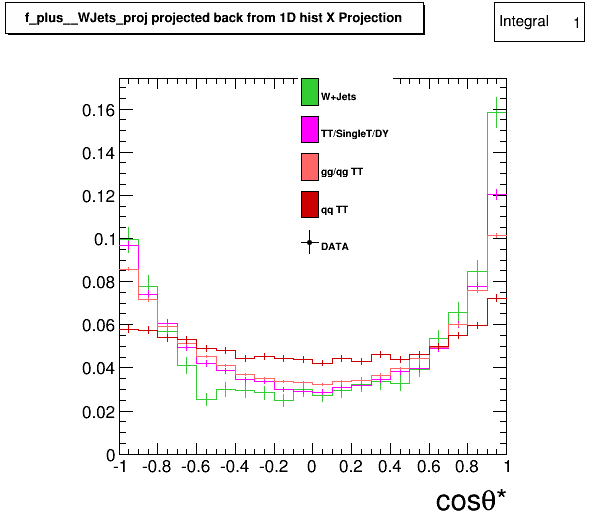 f_plus__WJets_proj projected back from 1D hist X Projection
Integral 1
W+Jets
TT/SingleT/DY
gg/qg TT
qq TT
DATA
0.16
0.14
0.12
0.1
0.08
0.06
0.04
0.02
0
-1 -0.8 -0.6 -0.4 -0.2 0 0.2 0.4 0.6 0.8 1
cosθ*